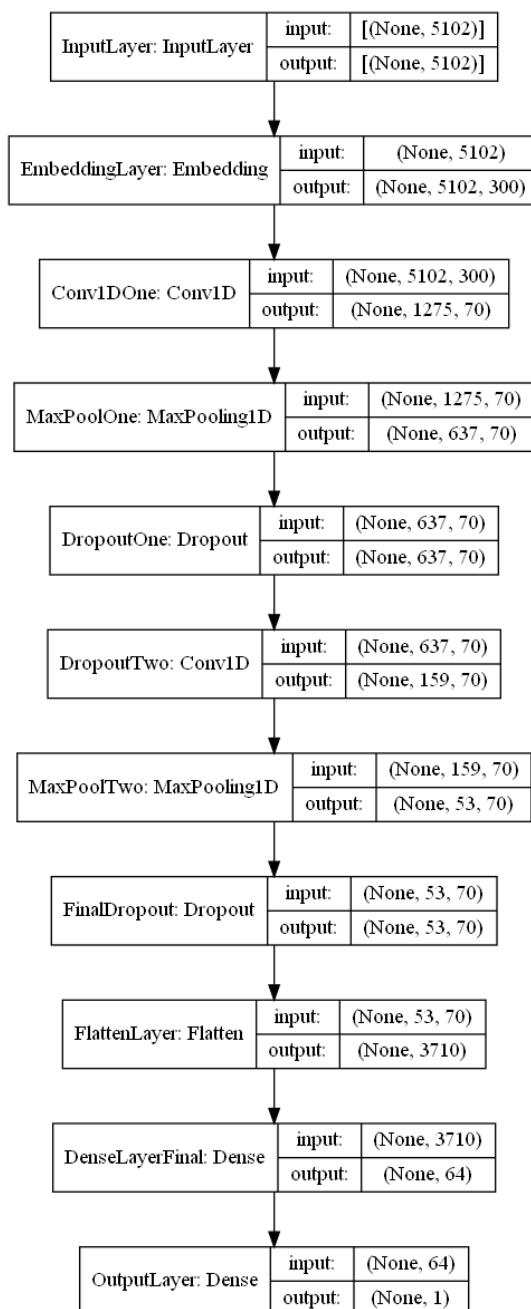 InputLayer: InputLayer
input: [(None, 5102)]
output: [(None, 5102)]
EmbeddingLayer: Embedding
input: (None, 5102)
output: (None, 5102, 300)
Conv1DOne: Conv1D
input: (None, 5102, 300)
output: (None, 1275, 70)
MaxPoolOne: MaxPooling1D
input: (None, 1275, 70)
output: (None, 637, 70)
DropoutOne: Dropout
input: (None, 637, 70)
output: (None, 637, 70)
DropoutTwo: Conv1D
input: (None, 637, 70)
output: (None, 159, 70)
MaxPoolTwo: MaxPooling1D
input: (None, 159, 70)
output: (None, 53, 70)
FinalDropout: Dropout
input: (None, 53, 70)
output: (None, 53, 70)
FlattenLayer: Flatten
input: (None, 53, 70)
output: (None, 3710)
DenseLayerFinal: Dense
input: (None, 3710)
output: (None, 64)
OutputLayer: Dense
input: (None, 64)
output: (None, 1)